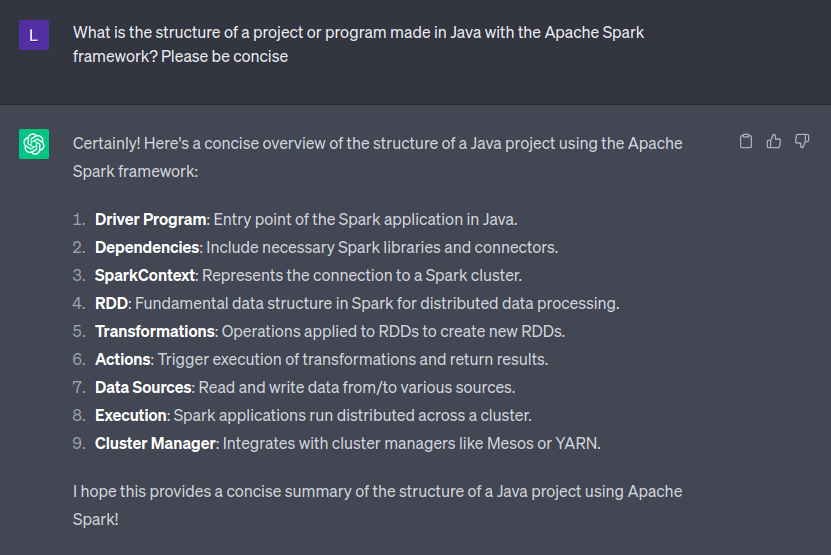 L
What is the structure of a project or program made in Java with the Apache Spark
framework? Please be concise
Certainly! Here's a concise overview of the structure of a Java project using the Apache
Spark framework:
1. Driver Program: Entry point of the Spark application in Java.
2. Dependencies: Include necessary Spark libraries and connectors.
3. SparkContext: Represents the connection to a Spark cluster.
4. RDD: Fundamental data structure in Spark for distributed data processing.
5. Transformations: Operations applied to RDDs to create new RDDs.
6. Actions: Trigger execution of transformations and return results.
7. Data Sources: Read and write data from/to various sources.
8. Execution: Spark applications run distributed across a cluster.
9. Cluster Manager: Integrates with cluster managers like Mesos or YARN.
I hope this provides a concise summary of the structure of a Java project using Apache
Spark!